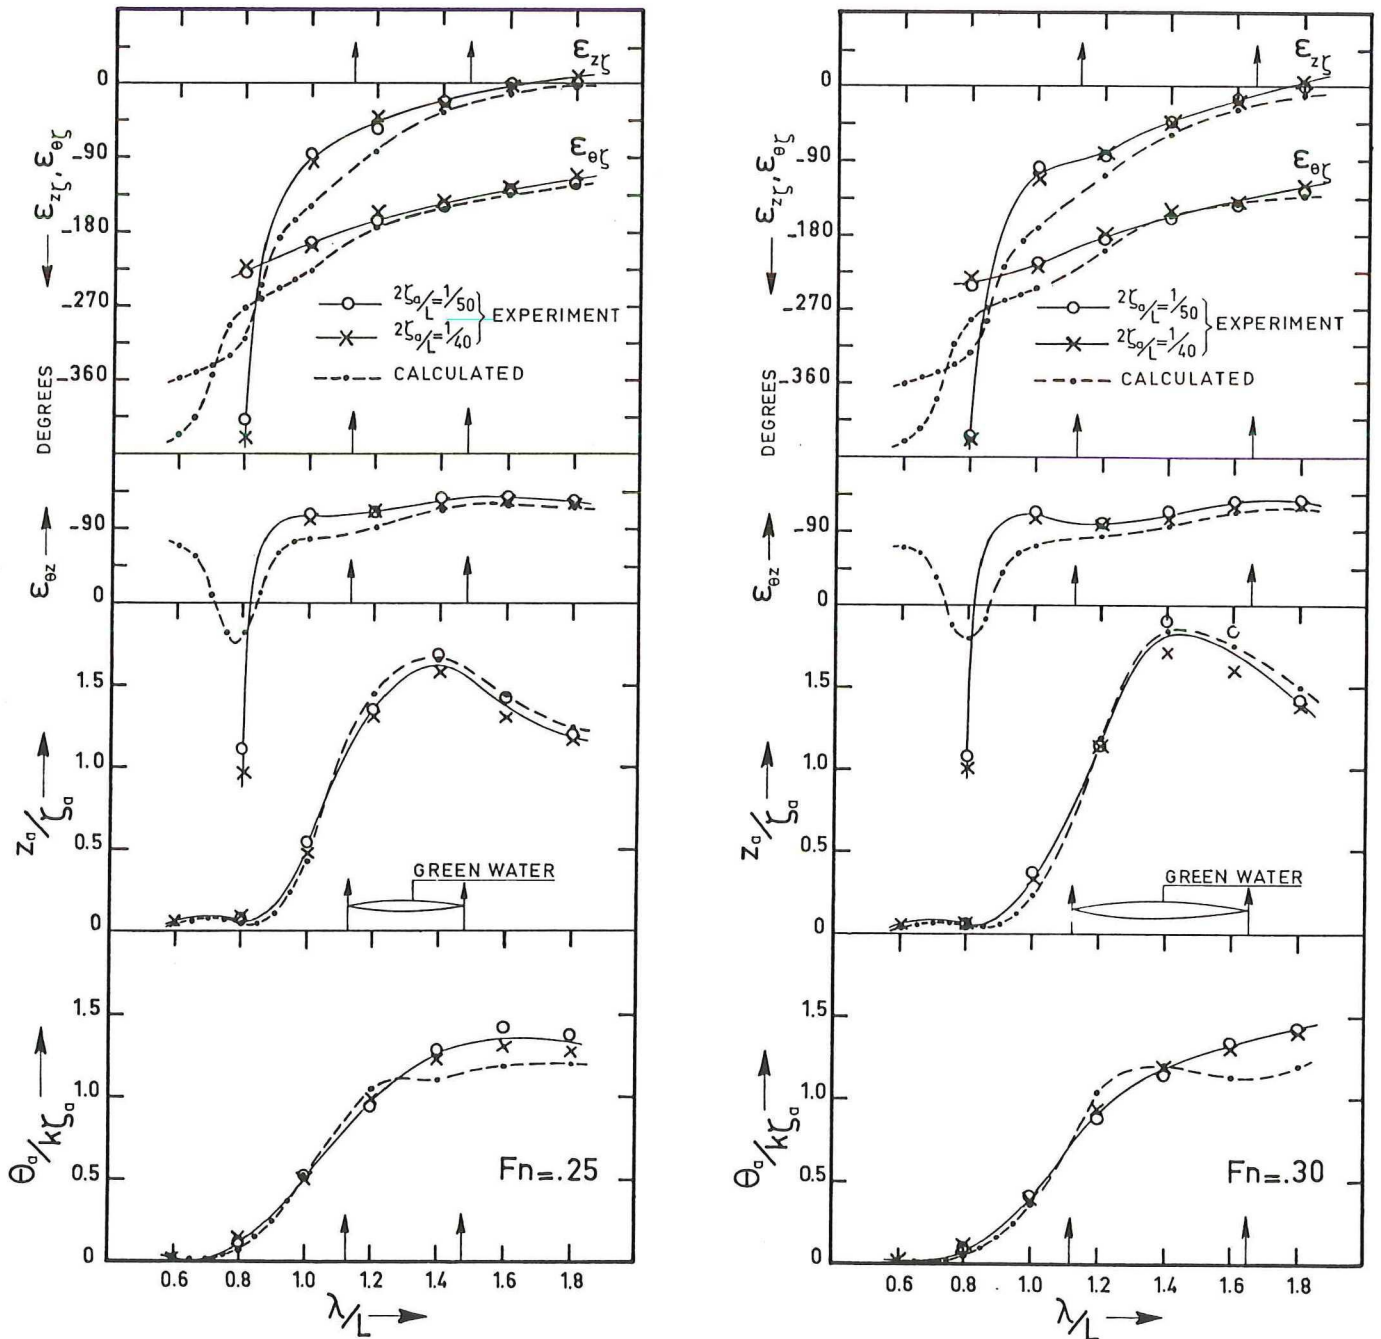 0
-90
-180
-270
-360
DEGREES
← ε_zζ, ε_θζ
ε_zζ
ε_θζ
2ζa/L=1/50
2ζa/L=1/40
EXPERIMENT
CALCULATED
-90
0
ε_θz →
1.5
1.0
0.5
0
z_a/ζ_a →
GREEN WATER
1.5
1.0
0.5
0
θ_a/kζ_a →
Fn=.25
0.6 0.8 1.0 1.2 1.4 1.6 1.8
λ/L →
0
-90
-180
-270
-360
DEGREES
← ε_zζ, ε_θζ
ε_zζ
ε_θζ
2ζa/L=1/50
2ζa/L=1/40
EXPERIMENT
CALCULATED
-90
0
ε_θz →
1.5
1.0
0.5
0
z_a/ζ_a →
GREEN WATER
1.5
1.0
0.5
0
θ_a/kζ_a →
Fn=.30
0.6 0.8 1.0 1.2 1.4 1.6 1.8
λ/L →